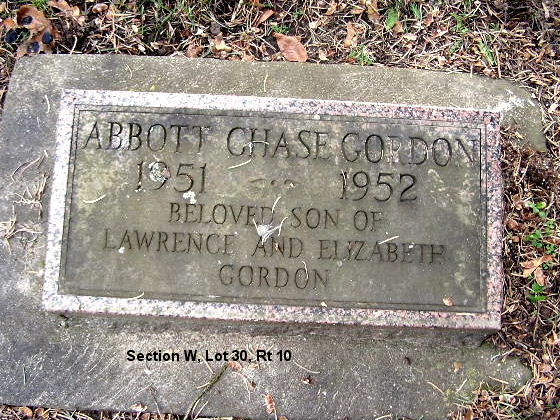 ABBOTT CHASE GORDON
1951 - 1952
BELOVED SON OF
LAWRENCE AND ELIZABETH
GORDON
Section W, Lot 30, Rt 10